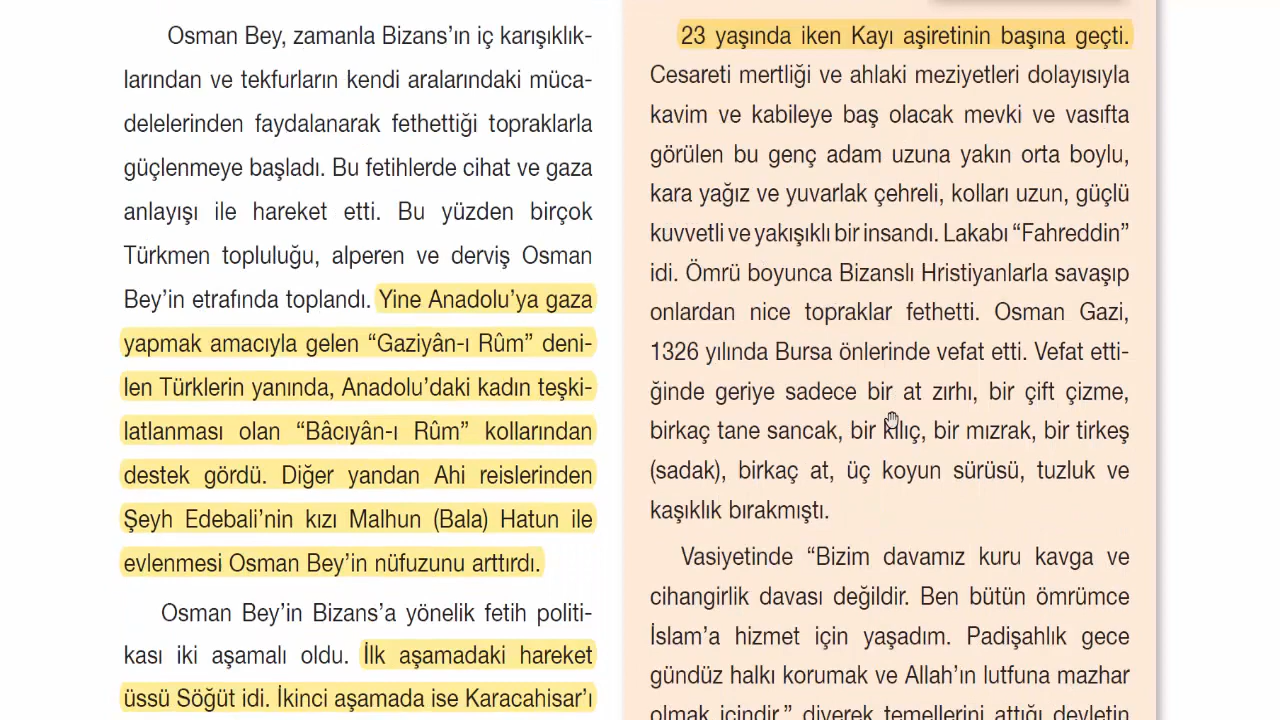 Osman Bey, zamanla Bizans’ın iç karışıklık-
larından ve tekfurların kendi aralarındaki müca-
delelerinden faydalanarak fethettiği topraklarla
güçlenmeye başladı. Bu fetihlerde cihat ve gaza
anlayışı ile hareket etti. Bu yüzden birçok
Türkmen topluluğu, alperen ve derviş Osman
Bey’in etrafında toplandı. Yine Anadolu’ya gaza
yapmak amacıyla gelen “Gaziyân-ı Rûm” deni-
len Türklerin yanında, Anadolu’daki kadın teşki-
latlanması olan “Bâcıyân-ı Rûm” kollarından
destek gördü. Diğer yandan Ahi reislerinden
Şeyh Edebali’nin kızı Malhun (Bala) Hatun ile
evlenmesi Osman Bey’in nüfuzunu arttırdı.
Osman Bey’in Bizans’a yönelik fetih politi-
kası iki aşamalı oldu. İlk aşamadaki hareket
üssü Söğüt idi. İkinci aşamada ise Karacahisar’ı
23 yaşında iken Kayı aşiretinin başına geçti.
Cesareti mertliği ve ahlaki meziyetleri dolayısıyla
kavim ve kabileye baş olacak mevki ve vasıfta
görülen bu genç adam uzuna yakın orta boylu,
kara yağız ve yuvarlak çehreli, kolları uzun, güçlü
kuvvetli ve yakışıklı bir insandı. Lakabı “Fahreddin”
idi. Ömrü boyunca Bizanslı Hristiyanlarla savaşıp
onlardan nice topraklar fethetti. Osman Gazi,
1326 yılında Bursa önlerinde vefat etti. Vefat etti-
ğinde geriye sadece bir at zırhı, bir çift çizme,
birkaç tane sancak, bir kılıç, bir mızrak, bir tirkeş
(sadak), birkaç at, üç koyun sürüsü, tuzluk ve
kaşıklık bırakmıştı.
Vasiyetinde “Bizim davamız kuru kavga ve
cihangirlik davası değildir. Ben bütün ömrümce
İslam’a hizmet için yaşadım. Padişahlık gece
gündüz halkı korumak ve Allah’ın lutfuna mazhar
olmak içindir.” diyerek temellerini attığı devletin